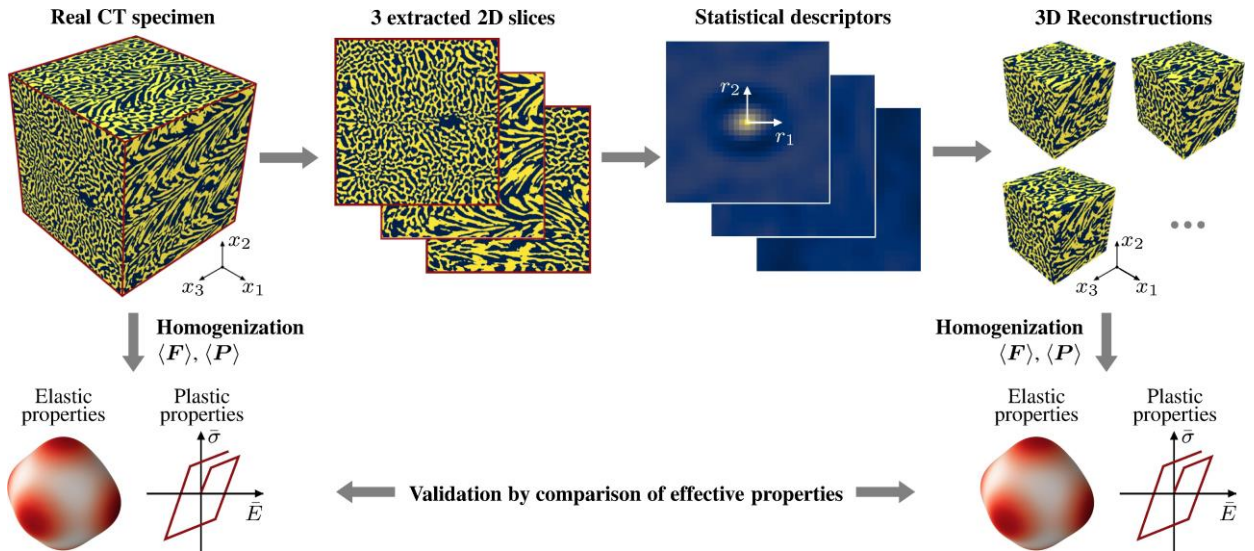 Real CT specimen
3 extracted 2D slices
Statistical descriptors
3D Reconstructions
r₂
r₁
x₂
x₃
x₁
x₂
x₃
x₁
Homogenization
⟨F⟩, ⟨P⟩
Homogenization
⟨F⟩, ⟨P⟩
Elastic
properties
Plastic
properties
σ̄
Ē
Validation by comparison of effective properties
Elastic
properties
Plastic
properties
σ̄
Ē